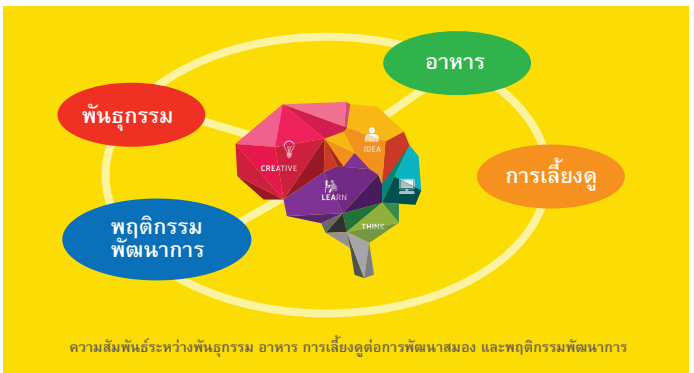 อาหาร
พันธุกรรม
IDEA
CREATIVE
การเลี้ยงดู
LEARN
พฤติกรรม
พัฒนาการ
THINK
ความสัมพันธ์ระหว่างพันธุกรรม อาหาร การเลี้ยงดูต่อการพัฒนาสมอง และพฤติกรรมพัฒนาการ